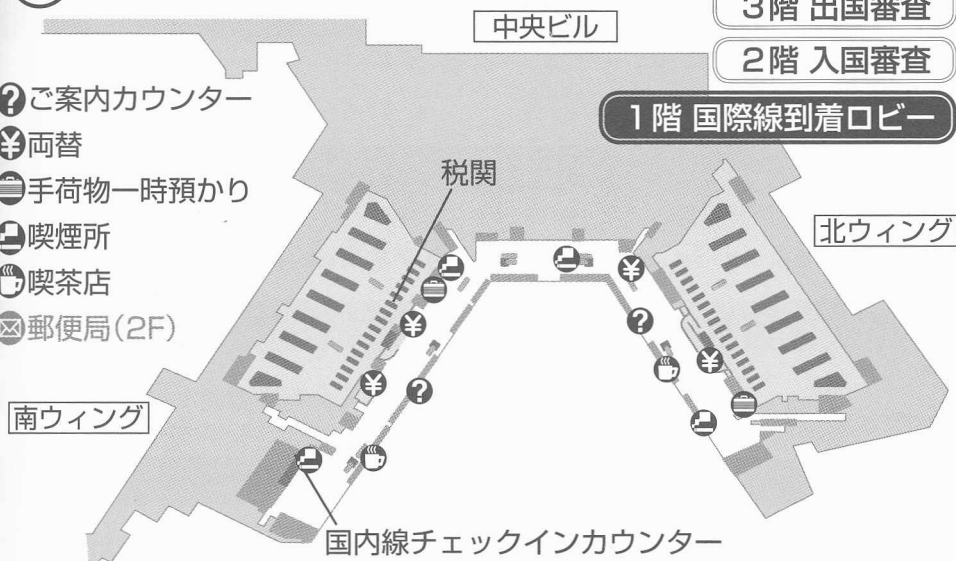 中央ビル
3階 出国審査
2階 入国審査
1階 国際線到着ロビー
?ご案内カウンター
¥両替
手荷物一時預かり
喫煙所
喫茶店
郵便局(2F)
税関
北ウィング
南ウィング
¥
¥
¥
¥
?
?
国内線チェックインカウンター